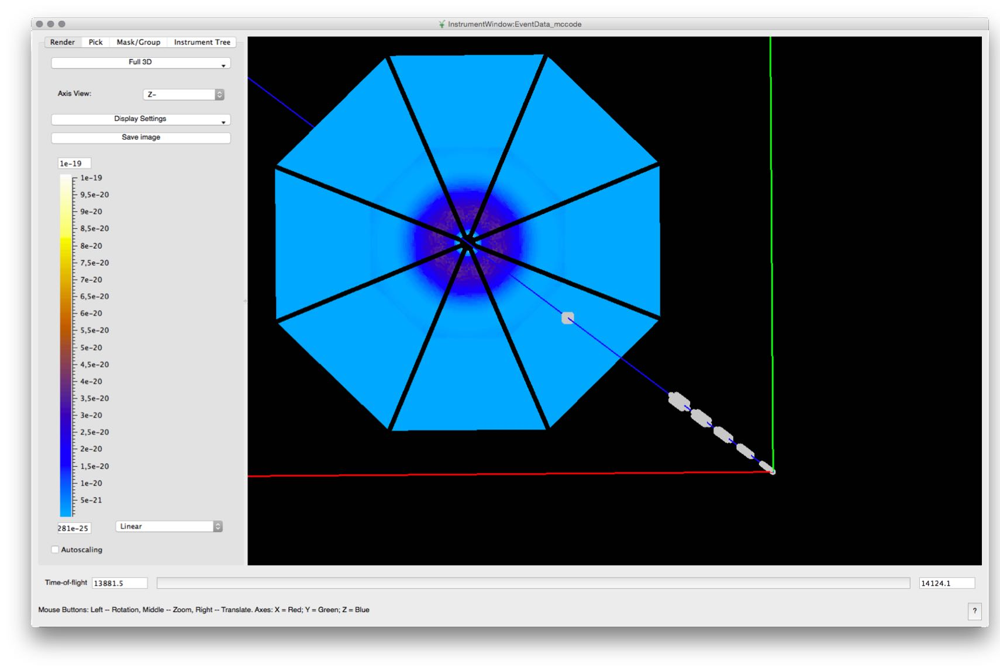 InstrumentWindow:EventData_mccode
Render Pick Mask/Group Instrument Tree
Full 3D
Axis View: Z-
Display Settings
Save image
1e-19
1e-19
9,5e-20
9e-20
8,5e-20
8e-20
7,5e-20
7e-20
6,5e-20
6e-20
5,5e-20
5e-20
4,5e-20
4e-20
3,5e-20
3e-20
2,5e-20
2e-20
1,5e-20
1e-20
5e-21
281e-25 Linear
Autoscaling
Time-of-flight 13881.5 14124.1
Mouse Buttons: Left -- Rotation, Middle -- Zoom, Right -- Translate. Axes: X = Red; Y = Green; Z = Blue ?